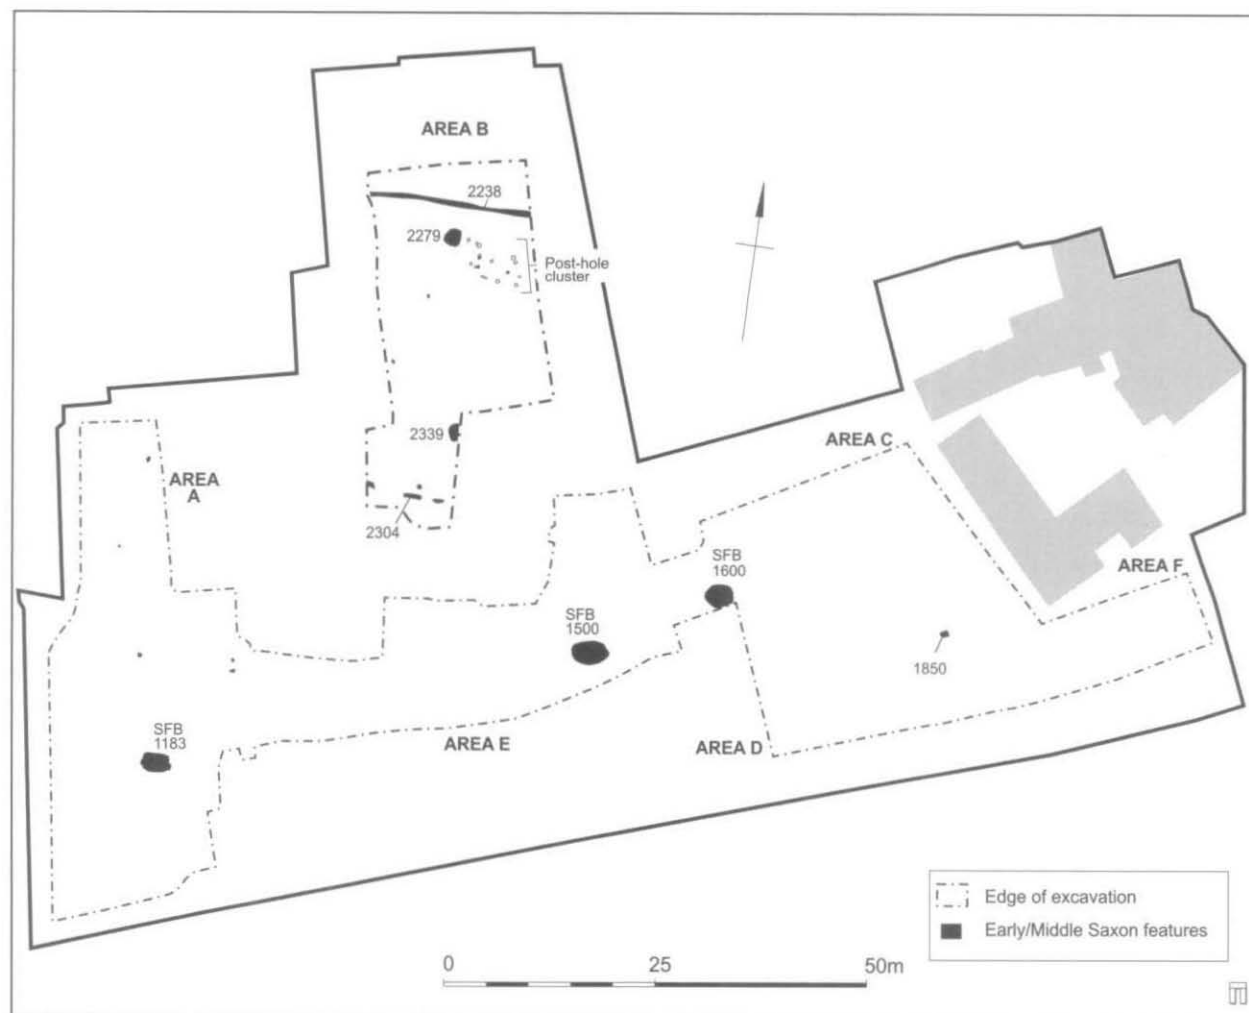 AREA B
2238
2279
Post-hole
cluster
2339
AREA
A
2304
AREA C
SFB
1600
AREA F
SFB
1500
1850
SFB
1183
AREA E
AREA D
Edge of excavation
Early/Middle Saxon features
0 25 50m